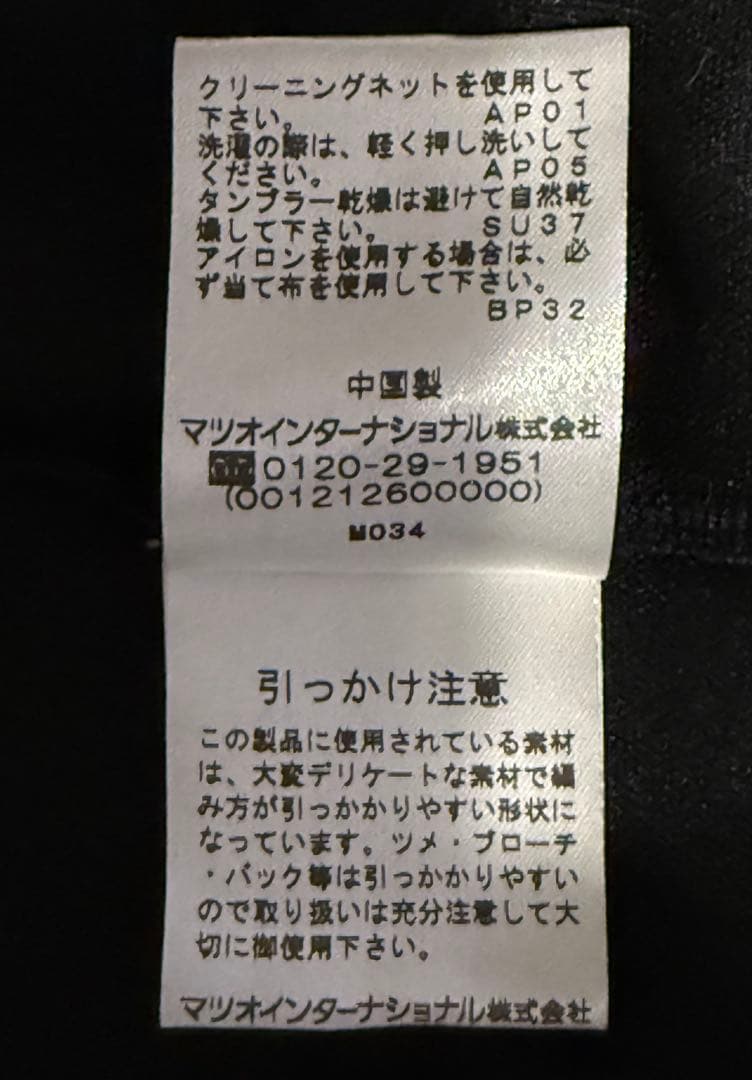 クリーニングネットを使用して
下さい。 AP01
洗濯の際は、軽く押し洗いして
ください。 AP05
タンブラー乾燥は避けて自然乾
燥して下さい。 SU37
アイロンを使用する場合は、必
ず当て布を使用して下さい。
BP32
中国製
マツオインターナショナル株式会社
0120-29-1951
(001212600000)
M034
引っかけ注意
この製品に使用されている素材
は、大変デリケートな素材で編
み方が引っかかりやすい形状に
なっています。ツメ・ブローチ
・バック等は引っかかりやすい
ので取り扱いは充分注意して大
切に御使用下さい。
マツオインターナショナル株式会社